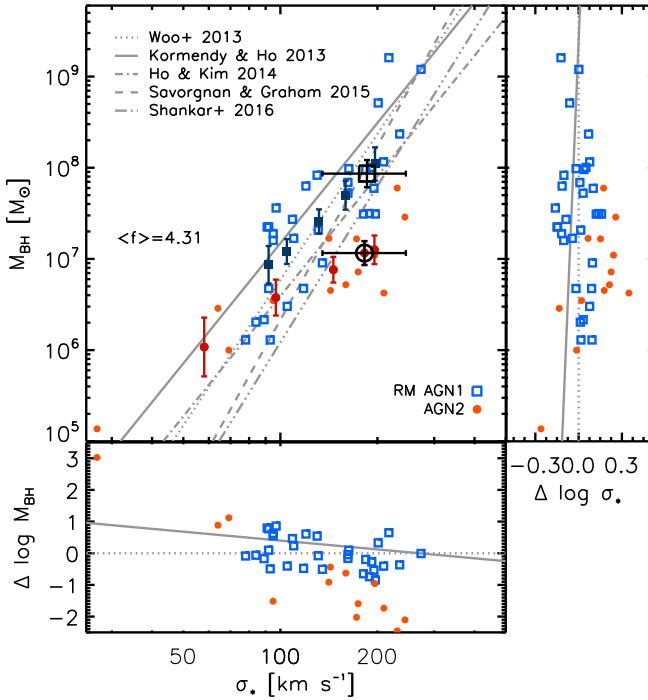 Woo+ 2013
Kormendy & Ho 2013
Ho & Kim 2014
Savorgnan & Graham 2015
Shankar+ 2016
<f>=4.31
RM AGN1
AGN2
M_BH [M_⊙]
10^9
10^8
10^7
10^6
10^5
-0.3 0.0 0.3
Δ log σ_*
Δ log M_BH
3
2
1
0
-1
-2
50 100 200
σ_* [km s^-1]